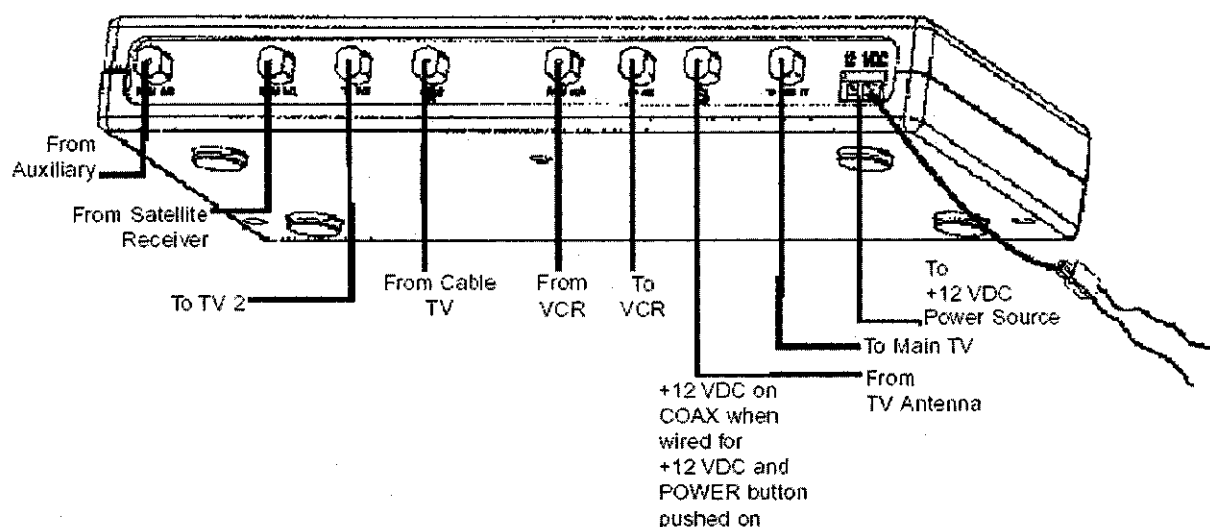 12 VDC
From
Auxiliary
From Satellite
Receiver
To TV 2
From Cable
TV
From
VCR
To
VCR
To
+12 VDC
Power Source
To Main TV
From
TV Antenna
+12 VDC on
COAX when
wired for
+12 VDC and
POWER button
pushed on